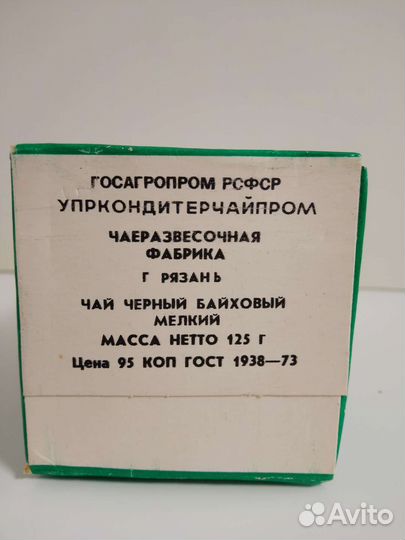 ГОСАГРОПРОМ РСФСР
УПРКОНДИТЕРЧАЙПРОМ
ЧАЕРАЗВЕСОЧНАЯ
ФАБРИКА
Г РЯЗАНЬ
ЧАЙ ЧЕРНЫЙ БАЙХОВЫЙ
МЕЛКИЙ
МАССА НЕТТО 125 Г
Цена 95 КОП ГОСТ 1938—73
Avito